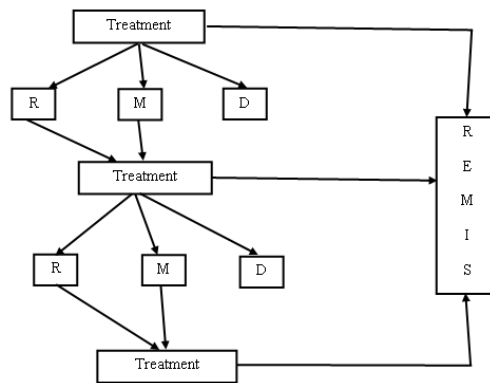 Treatment
R M D
Treatment
R M D
Treatment
R
E
M
I
S